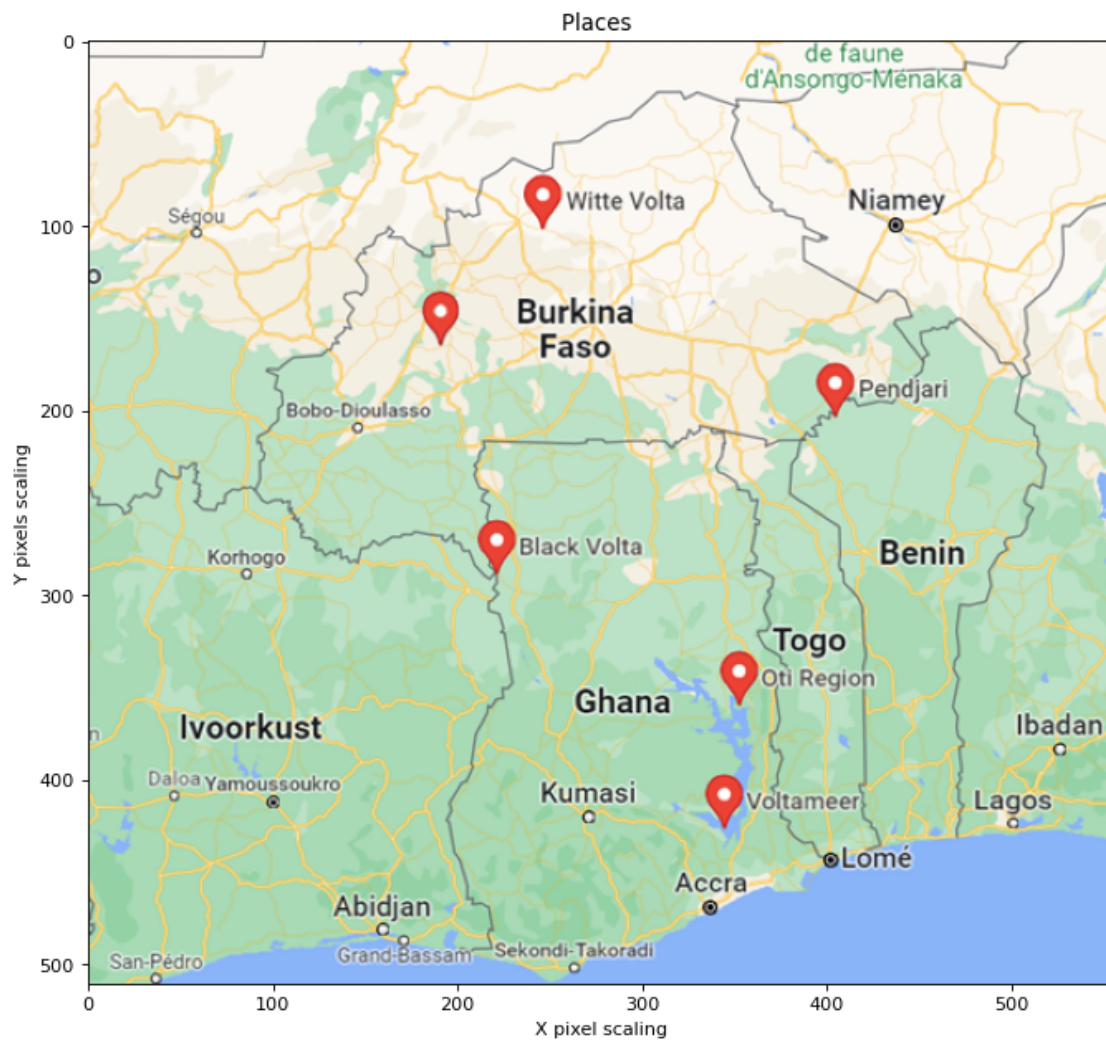 Places
0
100
200
300
400
500
Y pixels scaling
de faune
d'Ansongo-Ménaka
Ségou
Witte Volta
Niamey
Burkina
Faso
Pendjari
Bobo-Dioulasso
Black Volta
Korhogo
Benin
Togo
Oti Region
Ghana
Ivoorkust
n
Ibadan
Daloa
Yamoussoukro
Kumasi
Voltameer
Lagos
Lomé
Accra
Abidjan
Grand-Bassam
Sekondi-Takoradi
San-Pédro
0
100
200
300
400
500
X pixel scaling